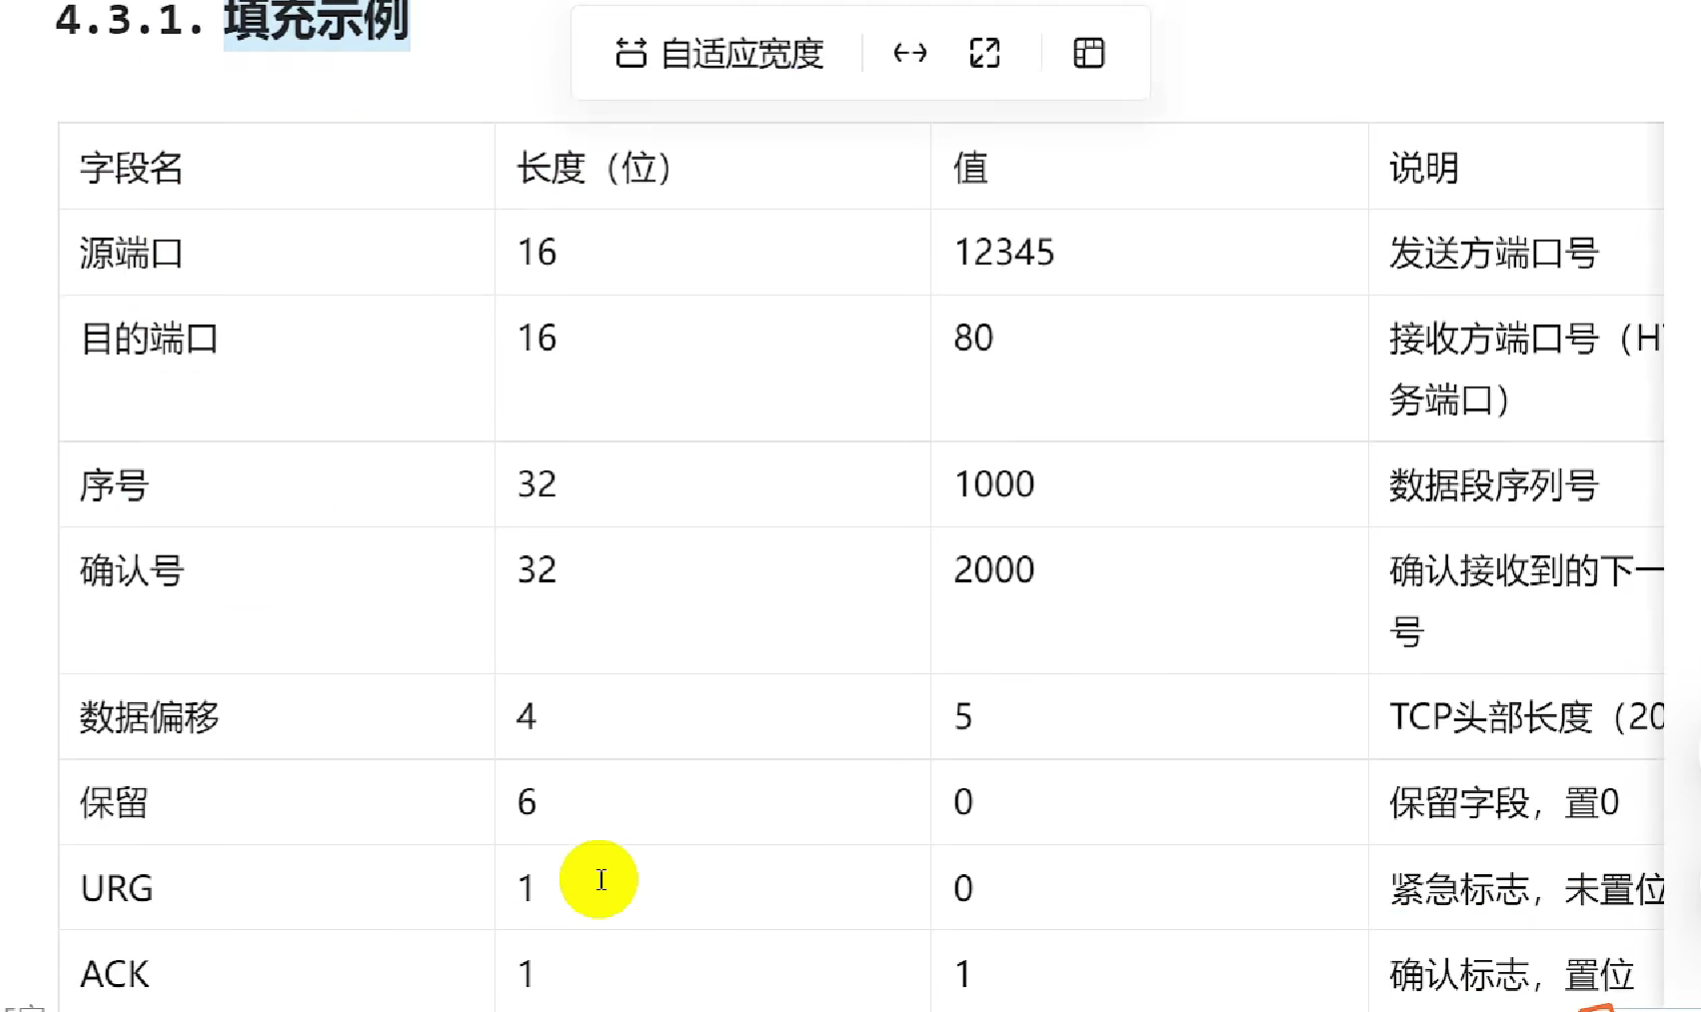 4.3.1. 填充示例
自适应宽度
字段名 长度（位） 值 说明
源端口 16 12345 发送方端口号
目的端口 16 80 接收方端口号（H
务端口）
序号 32 1000 数据段序列号
确认号 32 2000 确认接收到的下一
号
数据偏移 4 5 TCP头部长度（20
保留 6 0 保留字段，置0
URG 1 0 紧急标志，未置位
ACK 1 1 确认标志，置位